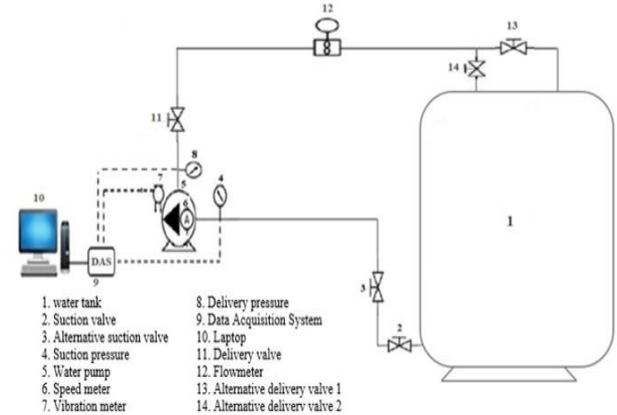 12
13
14
11
8
7
5
4
6
A
10
1
DAS
9
3
2
1. water tank
2. Suction valve
3. Alternative suction valve
4. Suction pressure
5. Water pump
6. Speed meter
7. Vibration meter
8. Delivery pressure
9. Data Acquisition System
10. Laptop
11. Delivery valve
12. Flowmeter
13. Alternative delivery valve 1
14. Alternative delivery valve 2